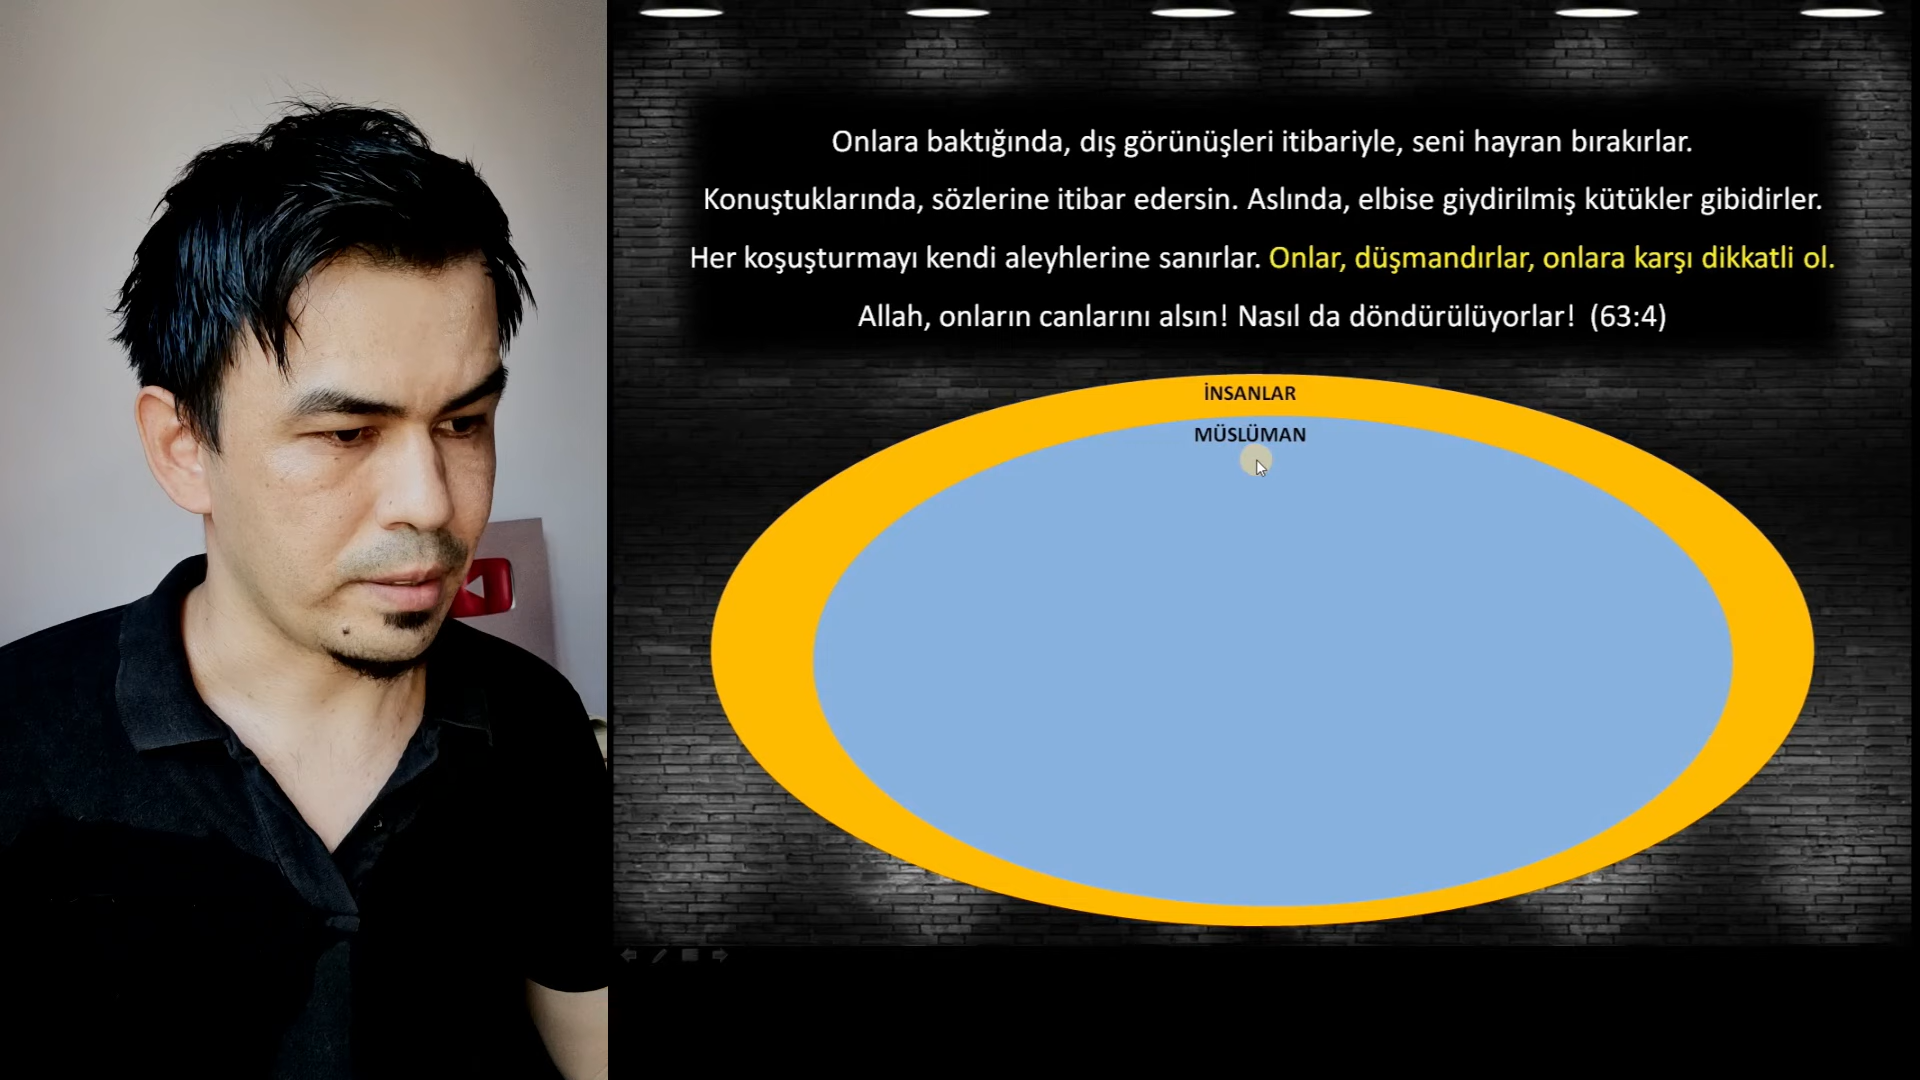 Onlara baktığında, dış görünüşleri itibariyle, seni hayran bırakırlar.
Konuştuklarında, sözlerine itibar edersin. Aslında, elbise giydirilmiş kütükler gibidirler.
Her koşuşturmayı kendi aleyhlerine sanırlar. Onlar, düşmandırlar, onlara karşı dikkatli ol.
Allah, onların canlarını alsın! Nasıl da döndürülüyorlar! (63:4)
İNSANLAR
MÜSLÜMAN